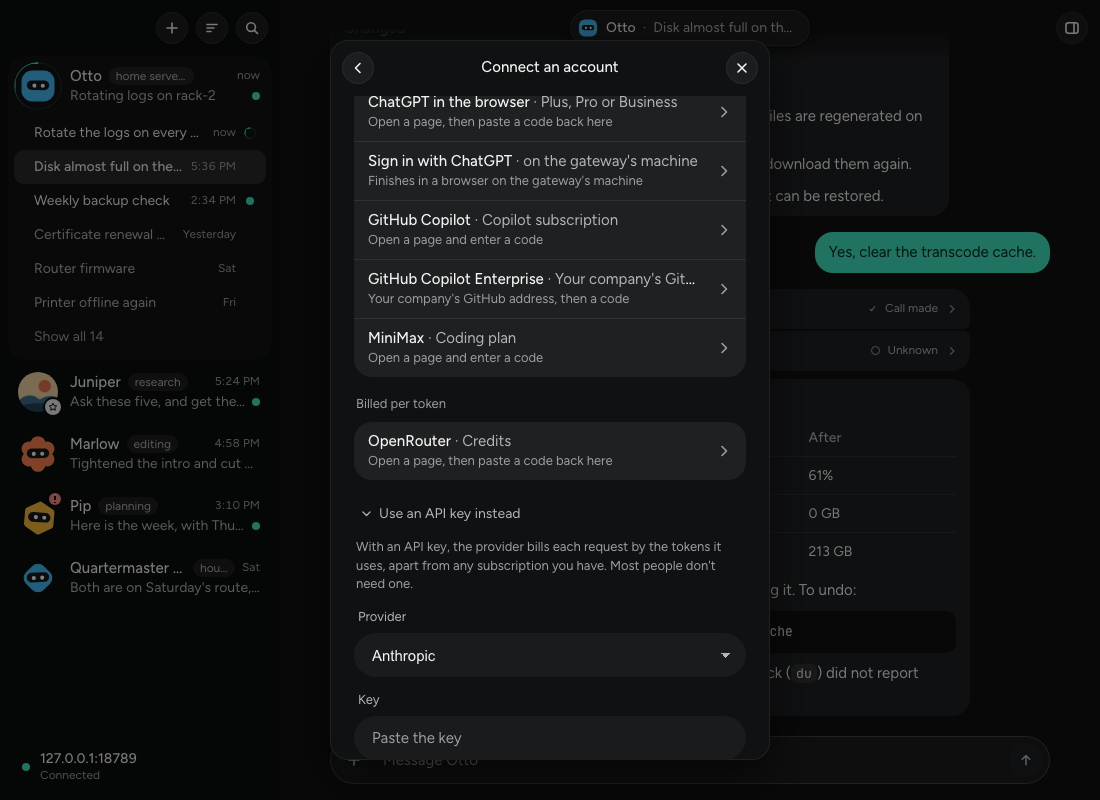 Otto home serve... now
Rotating logs on rack-2
Rotate the logs on every ... now
Disk almost full on the... 5:36 PM
Weekly backup check 2:34 PM
Certificate renewal ... Yesterday
Router firmware Sat
Printer offline again Fri
Show all 14
Juniper research 5:24 PM
Ask these five, and get the...
Marlow editing 4:58 PM
Tightened the intro and cut ...
Pip planning 3:10 PM
Here is the week, with Thu...
Quartermaster ... hou... Sat
Both are on Saturday's route,...
127.0.0.1:18789
Connected
Otto · Disk almost full on th...
Connect an account
ChatGPT in the browser · Plus, Pro or Business
Open a page, then paste a code back here
Sign in with ChatGPT · on the gateway's machine
Finishes in a browser on the gateway's machine
GitHub Copilot · Copilot subscription
Open a page and enter a code
GitHub Copilot Enterprise · Your company's Git...
Your company's GitHub address, then a code
MiniMax · Coding plan
Open a page and enter a code
Billed per token
OpenRouter · Credits
Open a page, then paste a code back here
Use an API key instead
With an API key, the provider bills each request by the tokens it
uses, apart from any subscription you have. Most people don't
need one.
Provider
Anthropic
Key
Paste the key
are regenerated on
download them again.
can be restored.
Yes, clear the transcode cache.
✓ Call made
Unknown
After
61%
0 GB
213 GB
it. To undo:
( du ) did not report
Message Otto